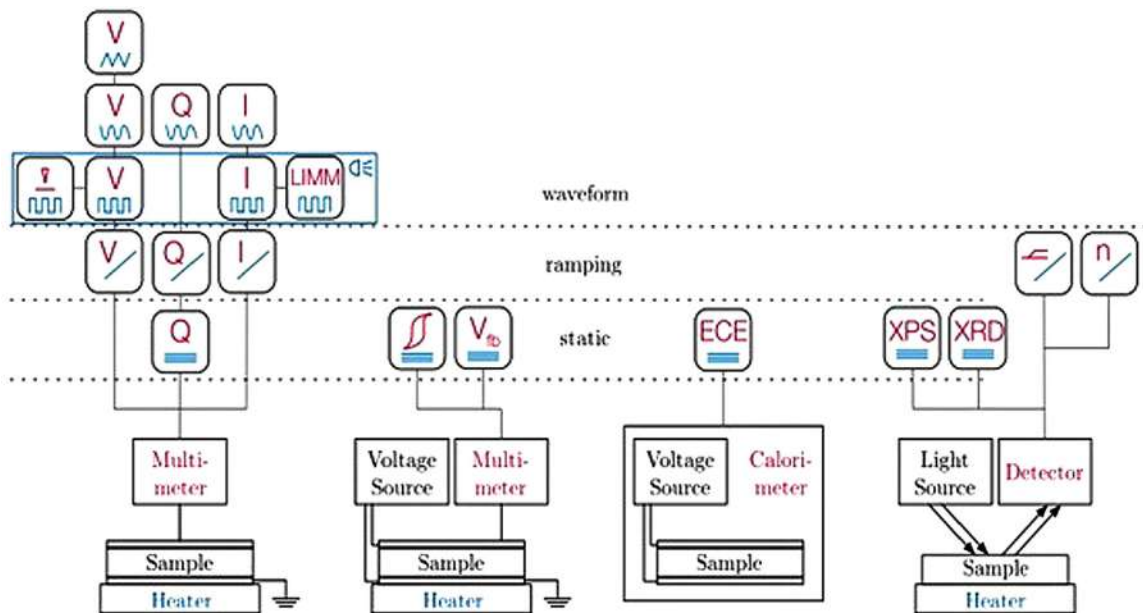 V
V Q I
V I LIMM
waveform
V Q I n
ramping
Q V fb ECE XPS XRD
static
Multi-
meter
Voltage
Source
Multi-
meter
Voltage
Source
Calori-
meter
Light
Source
Detector
Sample
Heater
Sample
Heater
Sample
Sample
Heater